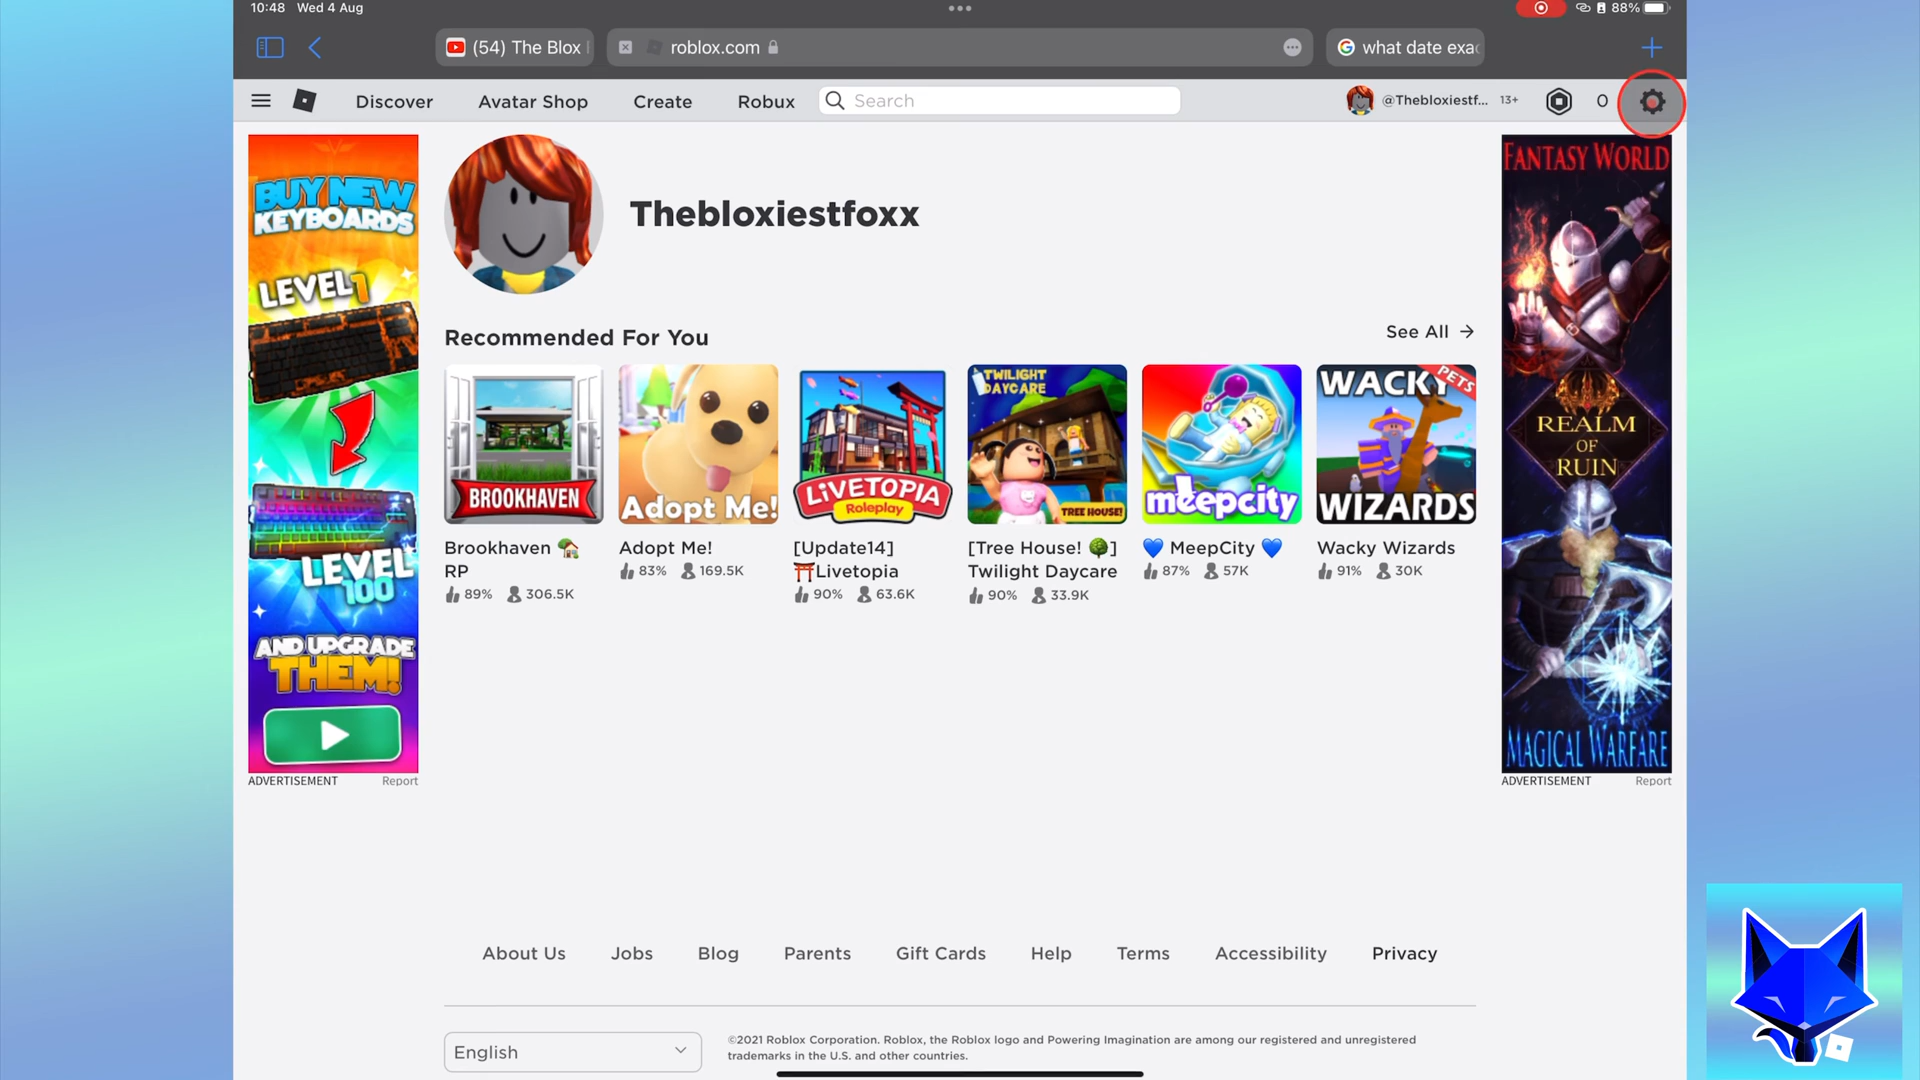 10:48 Wed 4 Aug
88%
(54) The Blox
roblox.com
what date exac
Discover
Avatar Shop
Create
Robux
Search
@Thebloxiestf...
13+
0
BUY NEW
KEYBOARDS
LEVEL 1
LEVEL
100
AND UPGRADE
THEM!
ADVERTISEMENT
Report
Thebloxiestfoxx
Recommended For You
See All
BROOKHAVEN
Adopt Me!
LiVETOPIA
Roleplay
TWILIGHT
DAYCARE
TREE HOUSE!
meepcity
WACKY
PETS
WIZARDS
Brookhaven 🏡
RP
89% 306.5K
Adopt Me!
83% 169.5K
[Update14]
⛩️Livetopia
90% 63.6K
[Tree House! 🌳]
Twilight Daycare
90% 33.9K
💙 MeepCity 💙
87% 57K
Wacky Wizards
91% 30K
FANTASY WORLD
REALM
OF
RUIN
MAGICAL WARFARE
ADVERTISEMENT
Report
About Us
Jobs
Blog
Parents
Gift Cards
Help
Terms
Accessibility
Privacy
English
©2021 Roblox Corporation. Roblox, the Roblox logo and Powering Imagination are among our registered and unregistered
trademarks in the U.S. and other countries.